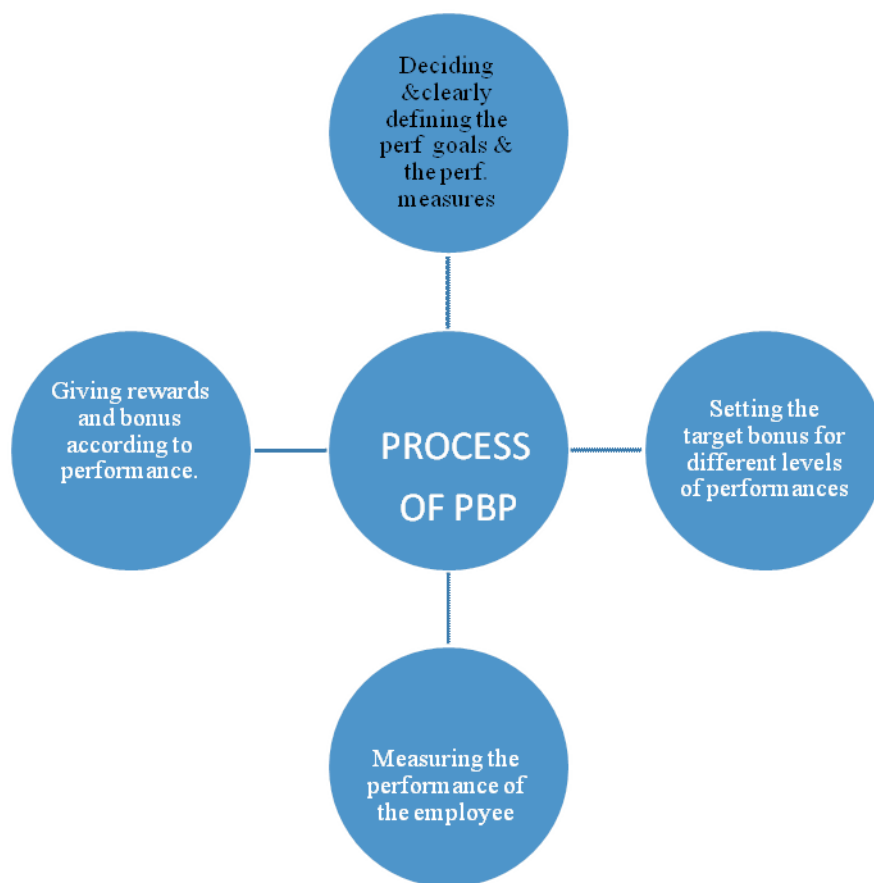 Deciding
&clearly
defining the
perf goals &
the perf.
measures
Giving rewards
and bonus
according to
performance.
PROCESS
OF PBP
Setting the
target bonus for
different levels
of performances
Measuring the
performance of
the employee